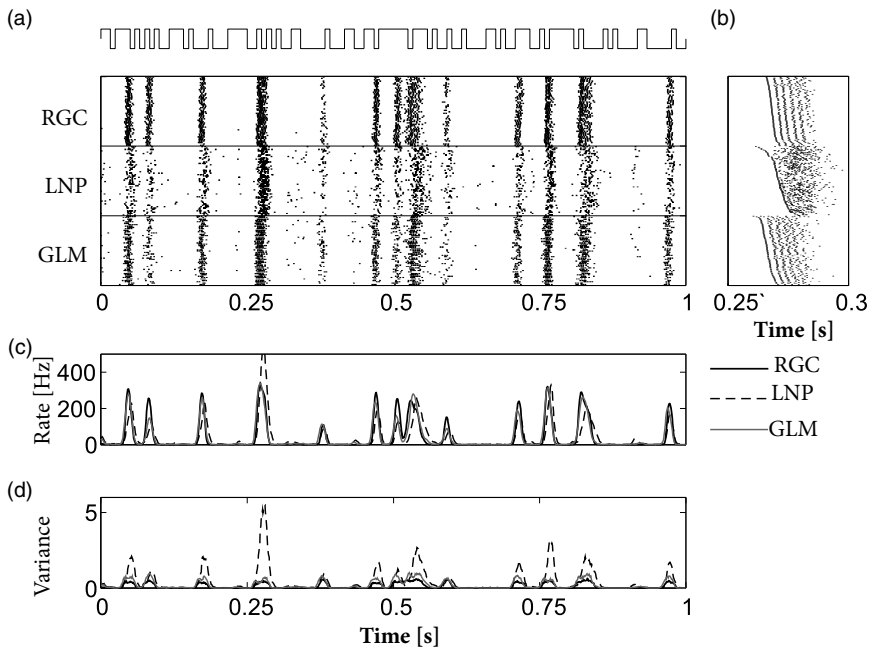 (a)
(b)
RGC
LNP
GLM
0 0.25 0.5 0.75 1
0.25` 0.3
Time [s]
(c)
Rate [Hz]
400
200
0
RGC
LNP
GLM
(d)
Variance
5
0
0 0.25 0.5 0.75 1
Time [s]